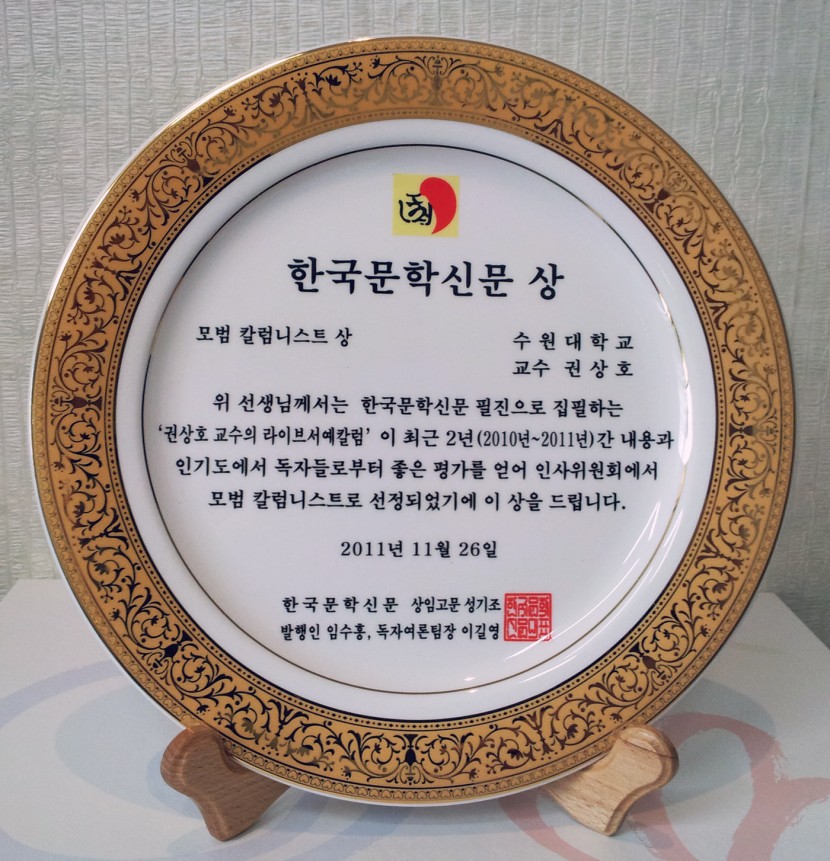 한국문학신문 상
모범 칼럼니스트 상
수 원 대 학 교
교수 권 상 호
위 선생님께서는 한국문학신문 필진으로 집필하는
‘권상호 교수의 라이브서예칼럼’ 이 최근 2년(2010년~2011년)간 내용과
인기도에서 독자들로부터 좋은 평가를 얻어 인사위원회에서
모범 칼럼니스트로 선정되었기에 이 상을 드립니다.
2011년 11월 26일
한국문학신문 상임고문 성기조
발행인 임수홍, 독자여론팀장 이길영